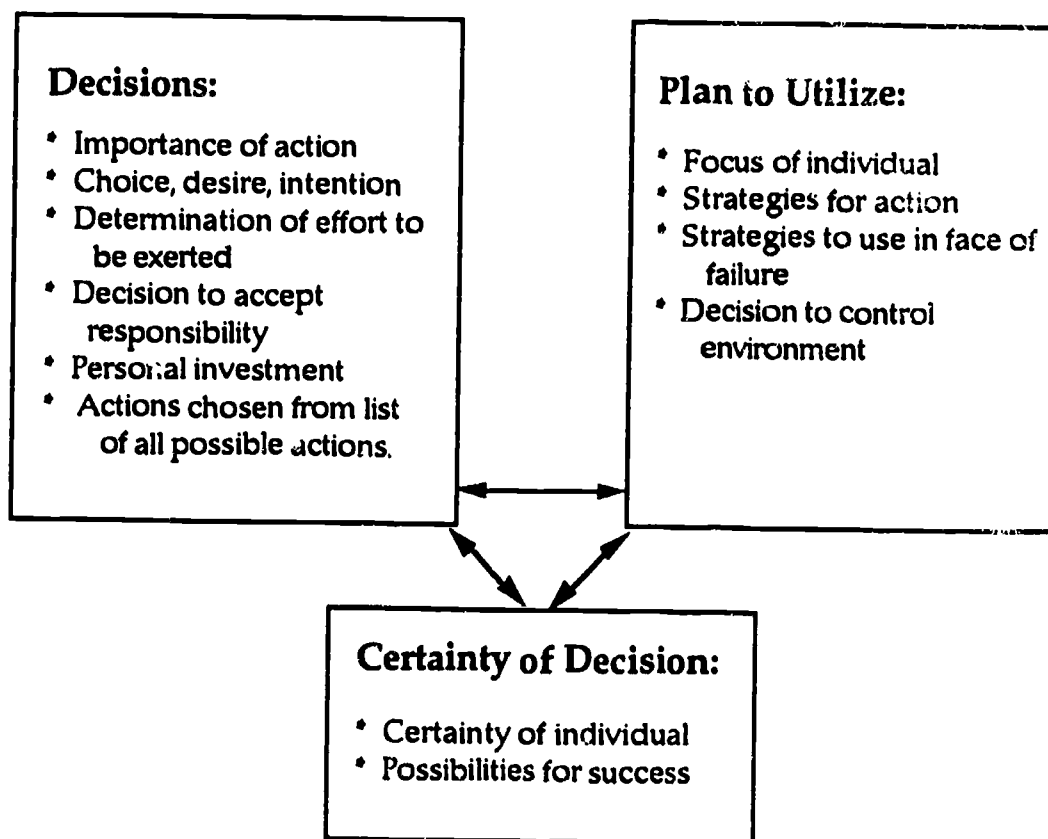 Decisions:
* Importance of action
* Choice, desire, intention
* Determination of effort to
be exerted
* Decision to accept
responsibility
* Personal investment
* Actions chosen from list
of all possible actions.
Plan to Utilize:
* Focus of individual
* Strategies for action
* Strategies to use in face of
failure
* Decision to control
environment
Certainty of Decision:
* Certainty of individual
* Possibilities for success